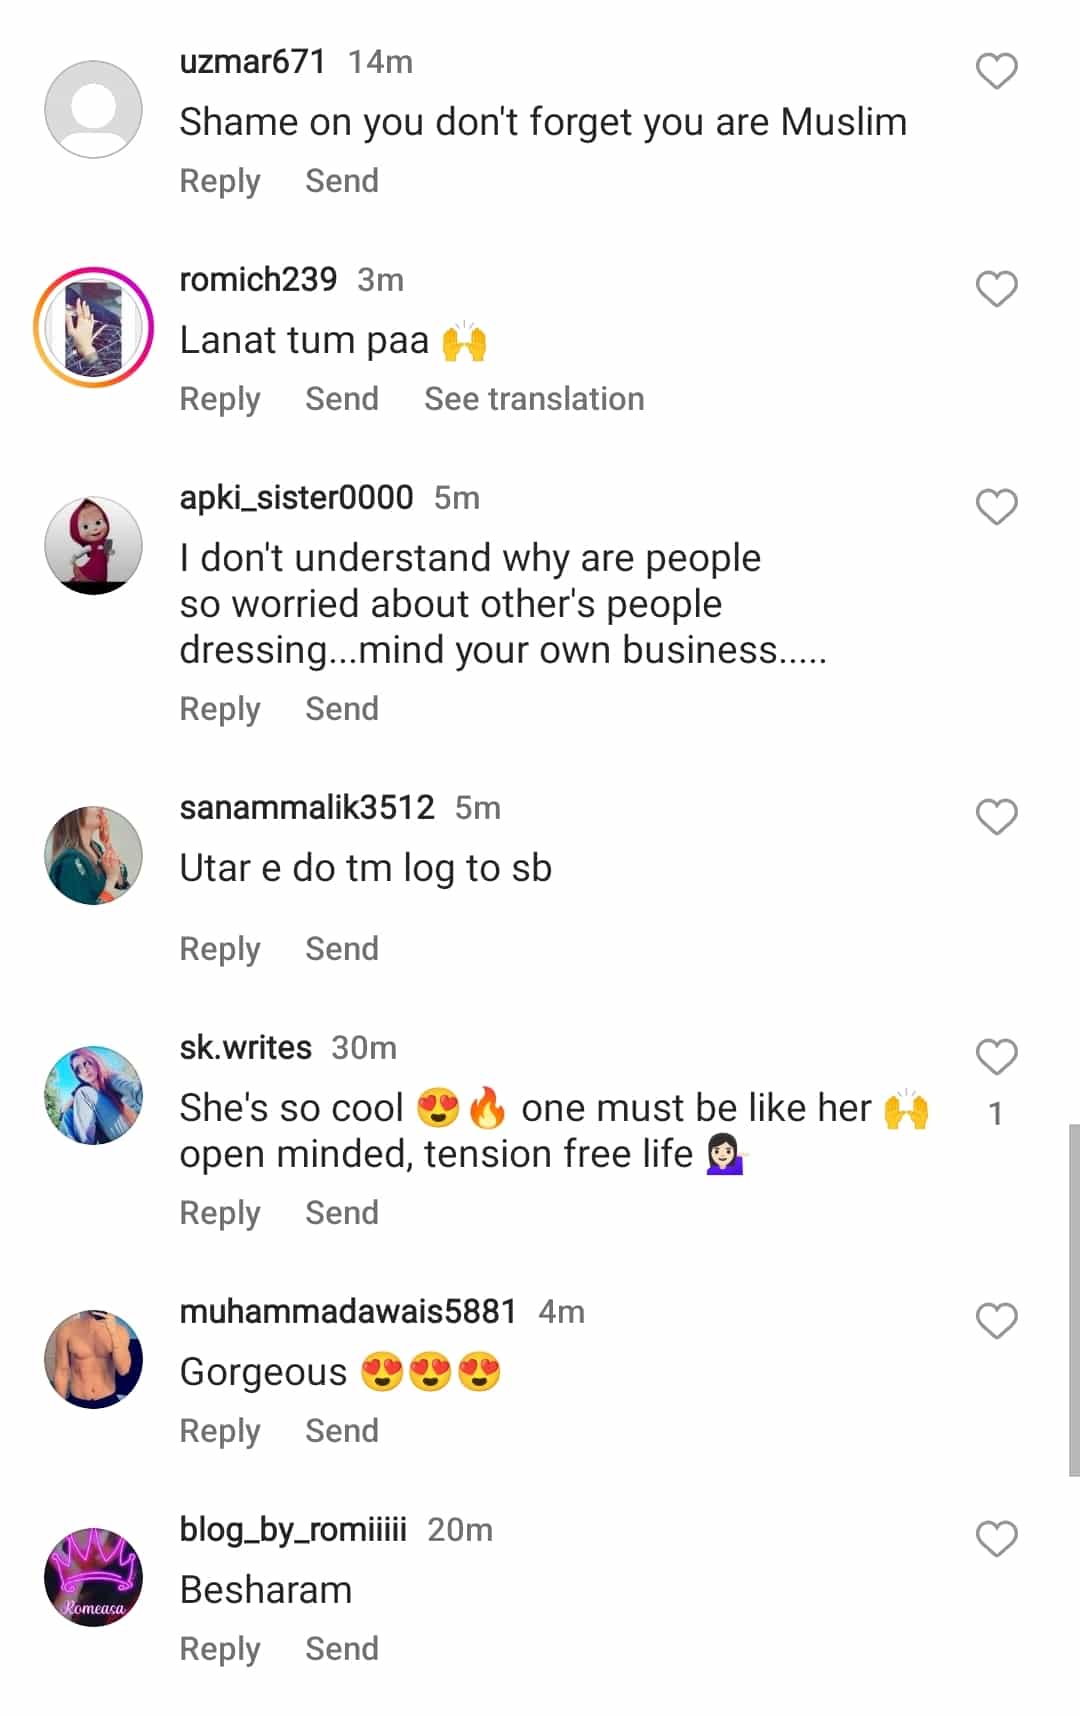 uzmar671 14m
Shame on you don't forget you are Muslim
Reply Send
romich239 3m
Lanat tum paa 🙌
Reply Send See translation
apki_sister0000 5m
I don't understand why are people
so worried about other's people
dressing...mind your own business.....
Reply Send
sanammalik3512 5m
Utar e do tm log to sb
Reply Send
sk.writes 30m
She's so cool 😍🔥 one must be like her 🙌
1
open minded, tension free life 💁🏻‍♀️
Reply Send
muhammadawais5881 4m
Gorgeous 😍😍😍
Reply Send
blog_by_romiiiii 20m
Besharam
Romeasa
Reply Send